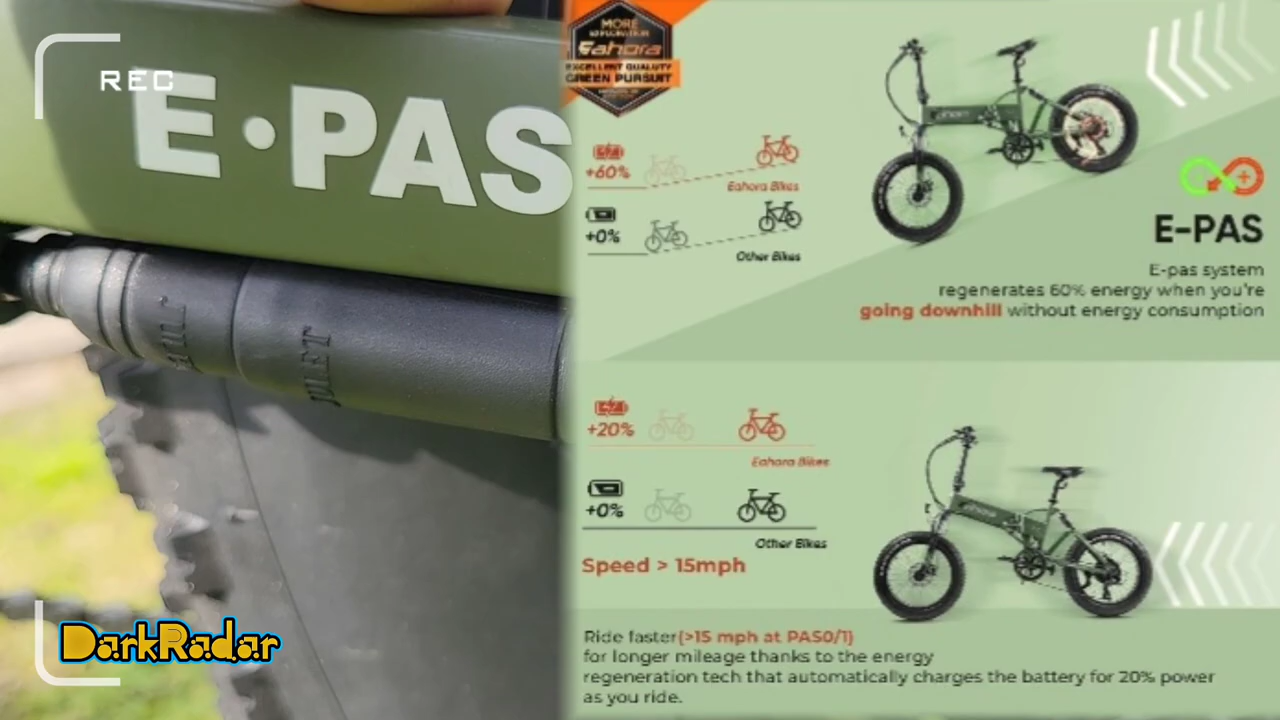 REC
E·PAS
DarkRadar
MORE
Eahora
EXCELLENT QUALUTY
GREEN PURSUIT
+60%
Eahora Bikes
+0%
Other Bikes
E-PAS
E-pas system
regenerates 60% energy when you're
going downhill without energy consumption
+20%
Eahora Bikes
+0%
Other Bikes
Speed > 15mph
Ride faster(>15 mph at PAS0/1)
for longer mileage thanks to the energy
regeneration tech that automatically charges the battery for 20% power
as you ride.